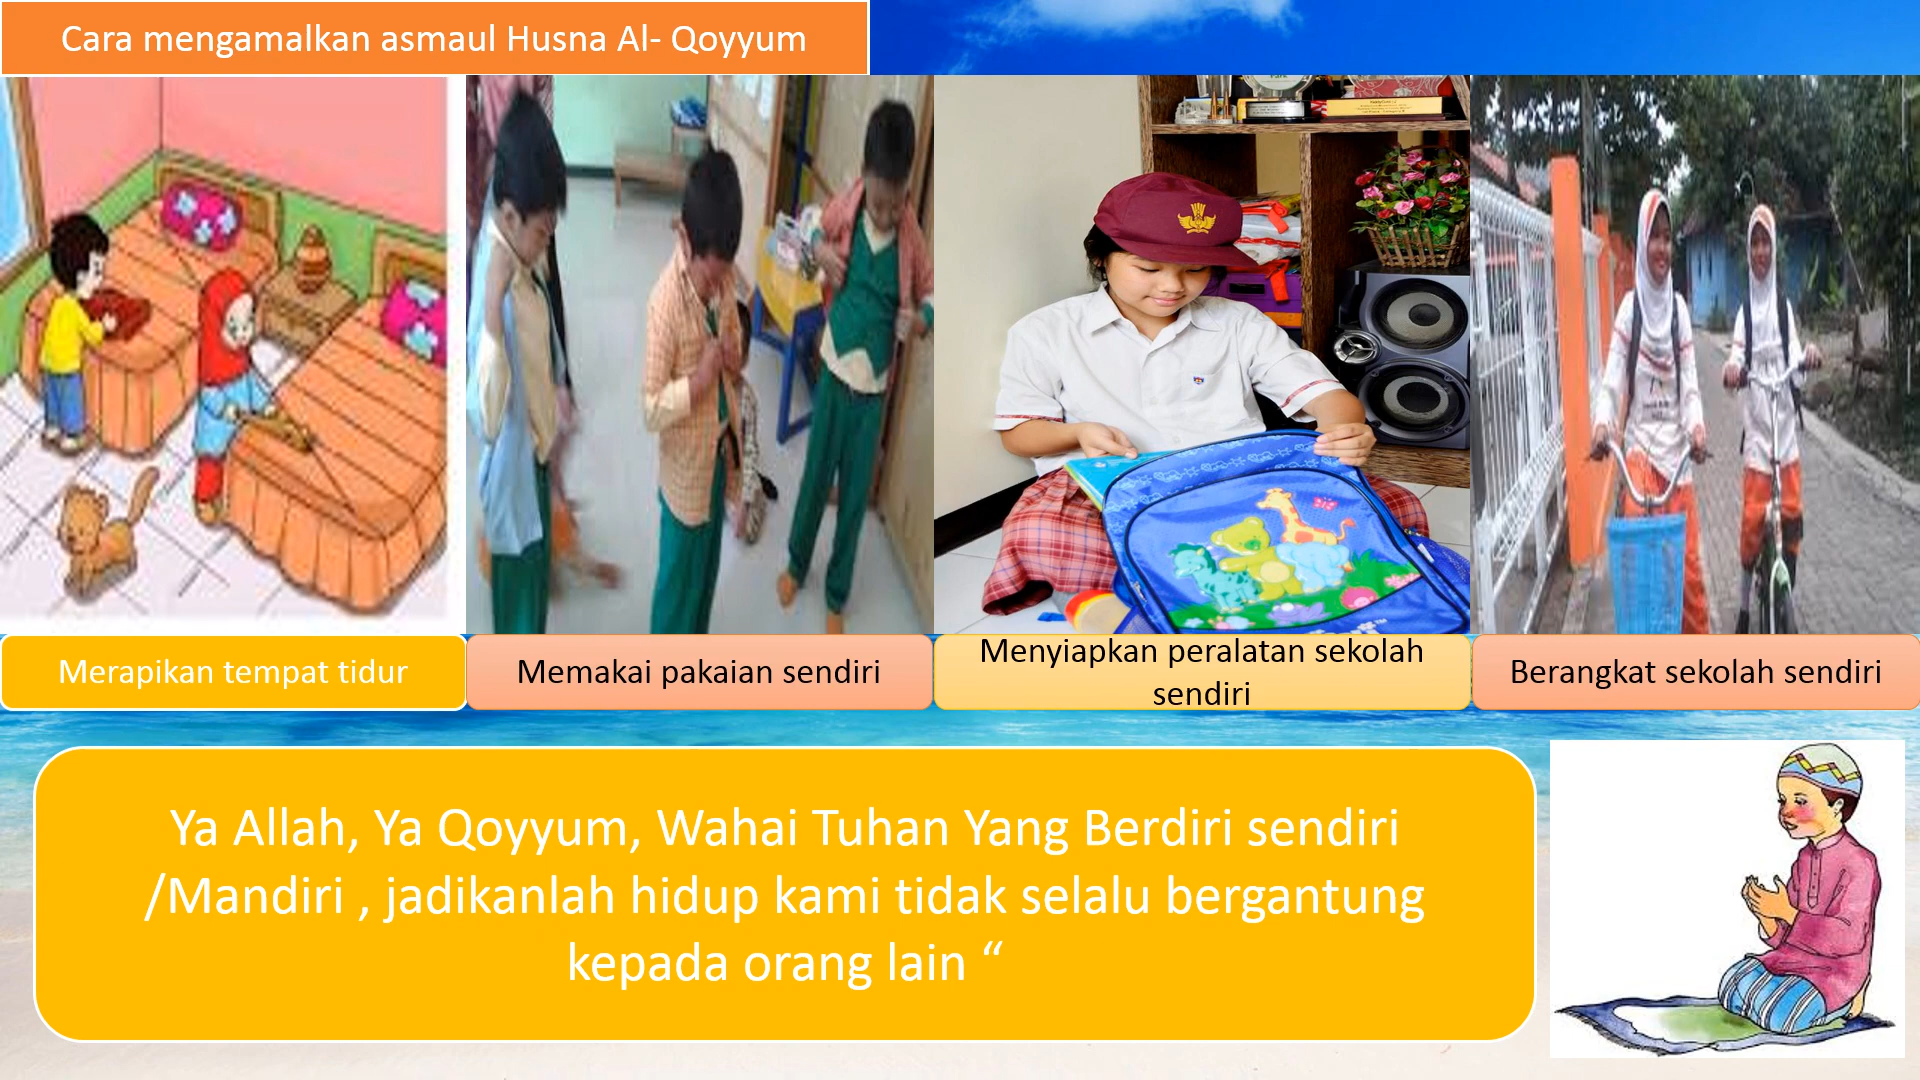 Cara mengamalkan asmaul Husna Al- Qoyyum
Merapikan tempat tidur
Memakai pakaian sendiri
Menyiapkan peralatan sekolah
sendiri
Berangkat sekolah sendiri
Ya Allah, Ya Qoyyum, Wahai Tuhan Yang Berdiri sendiri
/Mandiri , jadikanlah hidup kami tidak selalu bergantung
kepada orang lain “